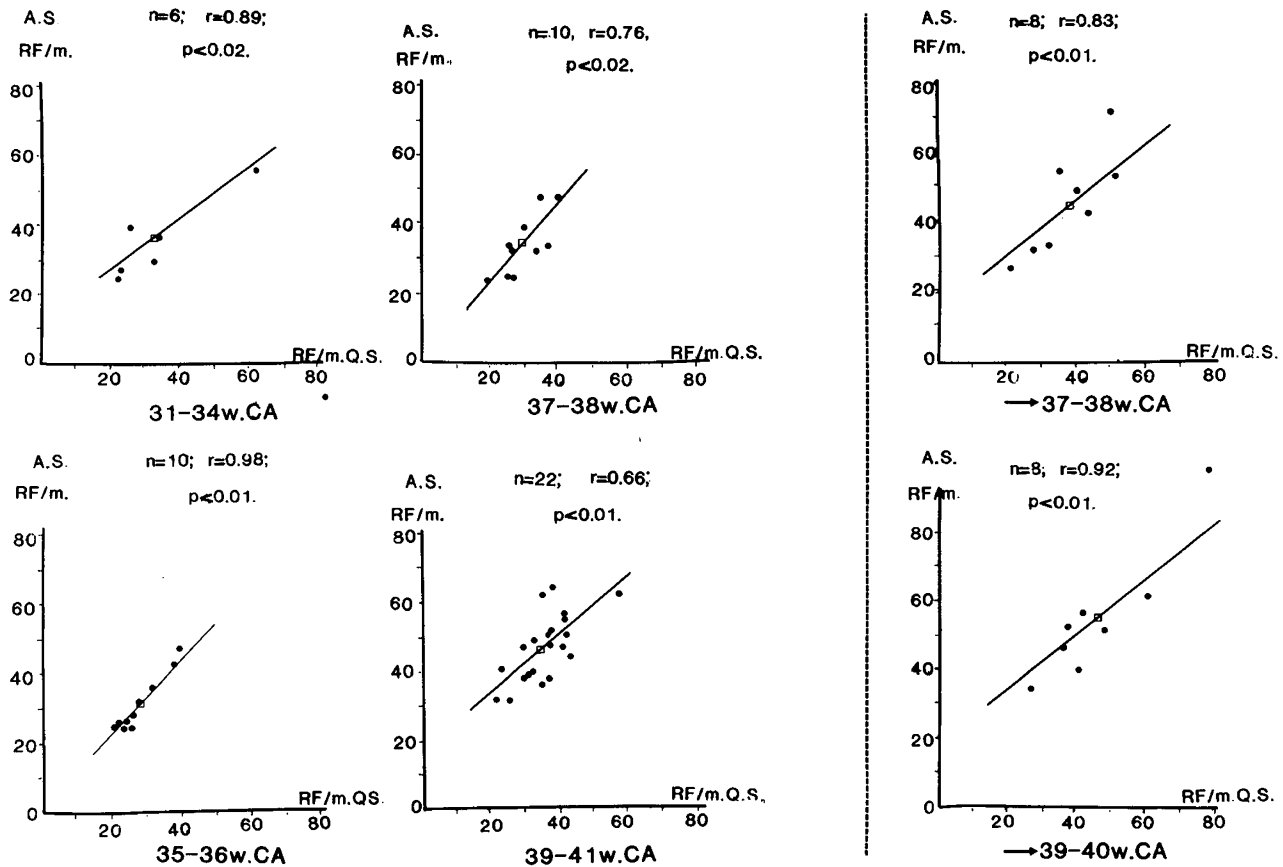 A.S. n=6; r=0.89;
RF/m. p<0.02.
80
60
40
20
0
RF/m.Q.S.
20 40 60 80
31-34w.CA
A.S. n=10, r=0.76,
RF/m. p<0.02.
80
60
40
20
0
RF/m.Q.S.
20 40 60 80
37-38w.CA
n=8; r=0.83;
A.S.
RF/m. p<0.01.
80
60
40
20
0
RF/m.Q.S.
20 40 60 80
→37-38w.CA
A.S. n=10; r=0.98;
RF/m. p<0.01.
80
60
40
20
0
RF/m.QS.
20 40 60 80
35-36w.CA
A.S. n=22; r=0.66;
RF/m. p<0.01.
80
60
40
20
0
RF/m.Q.S.
20 40 60 80
39-41w.CA
A.S. n=8; r=0.92;
RF/m. p<0.01.
80
60
40
20
0
RF/m.Q.S.
20 40 60 80
→39-40w.CA